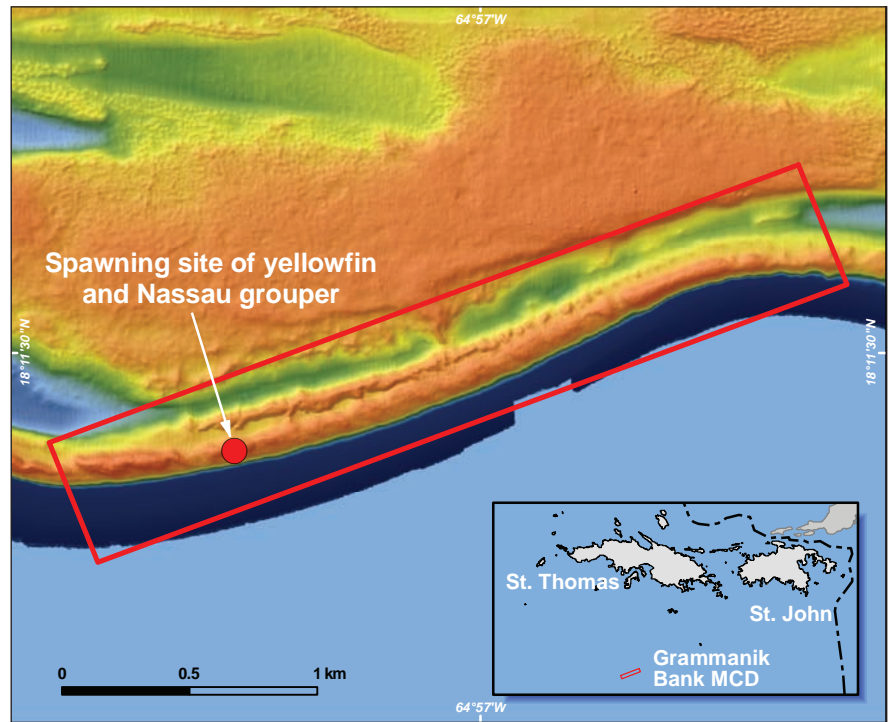 64°57'W
Spawning site of yellowfin
and Nassau grouper
18°11'30"N
18°11'30"N
St. Thomas
St. John
Grammanik
Bank MCD
0 0.5 1 km
64°57'W